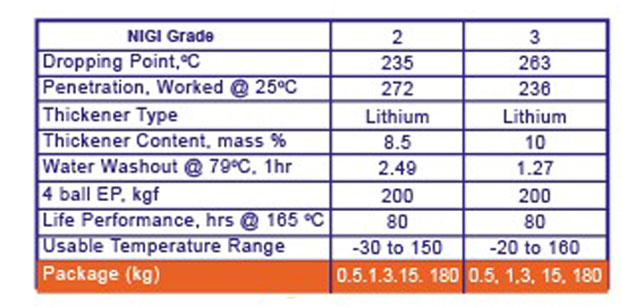 NIGI Grade 2 3
Dropping Point,ºC 235 263
Penetration, Worked @ 25ºC 272 236
Thickener Type Lithium Lithium
Thickener Content, mass % 8.5 10
Water Washout @ 79ºC, 1hr 2.49 1.27
4 ball EP, kgf 200 200
Life Performance, hrs @ 165 ºC 80 80
Usable Temperature Range -30 to 150 -20 to 160
Package (kg) 0.5.1.3.15. 180 0.5, 1,3, 15, 180